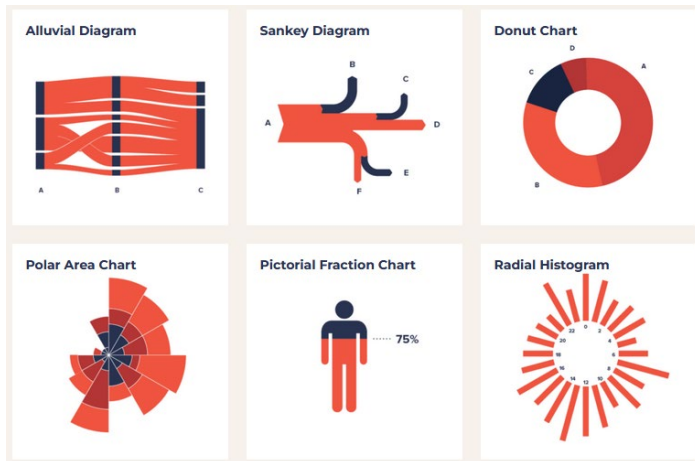 Alluvial Diagram
A
B
C
Sankey Diagram
A
B
C
D
E
F
Donut Chart
D
A
C
B
Polar Area Chart
Pictorial Fraction Chart
75%
Radial Histogram
0
2
4
6
8
10
12
14
16
18
20
22